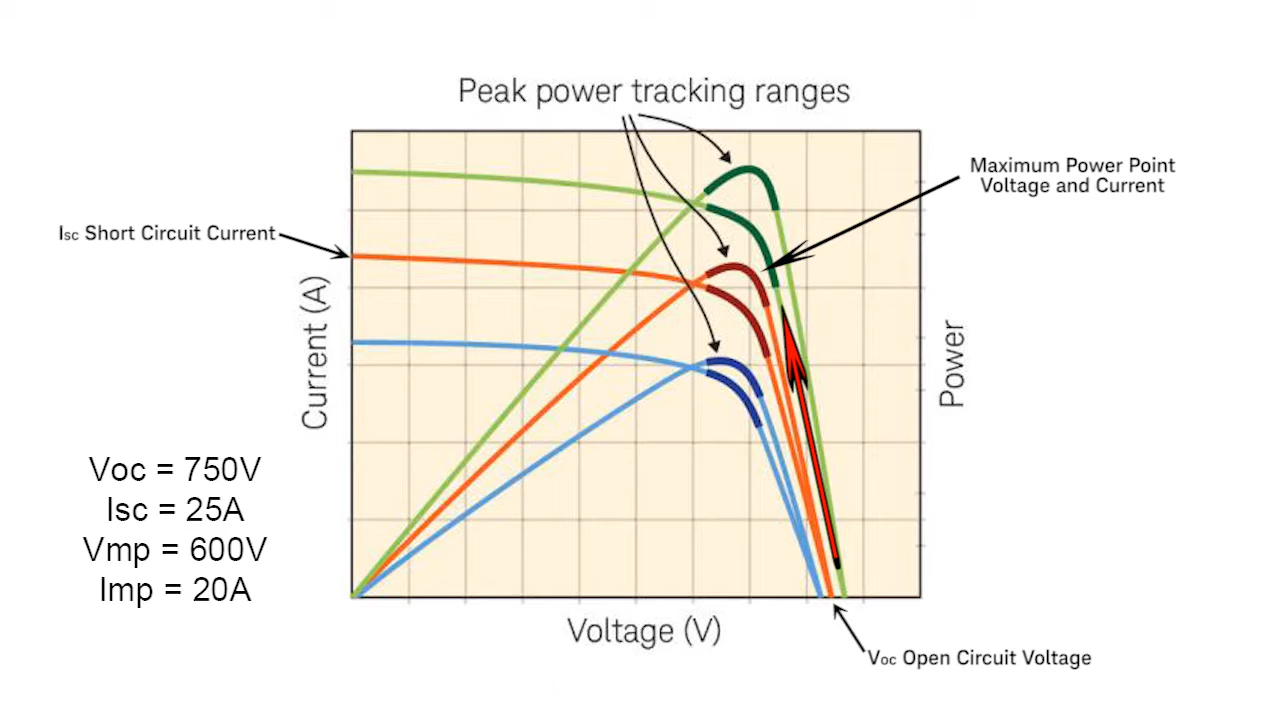 Peak power tracking ranges
Maximum Power Point
Voltage and Current
Isc Short Circuit Current
Current (A)
Power
Voc = 750V
Isc = 25A
Vmp = 600V
Imp = 20A
Voltage (V)
Voc Open Circuit Voltage